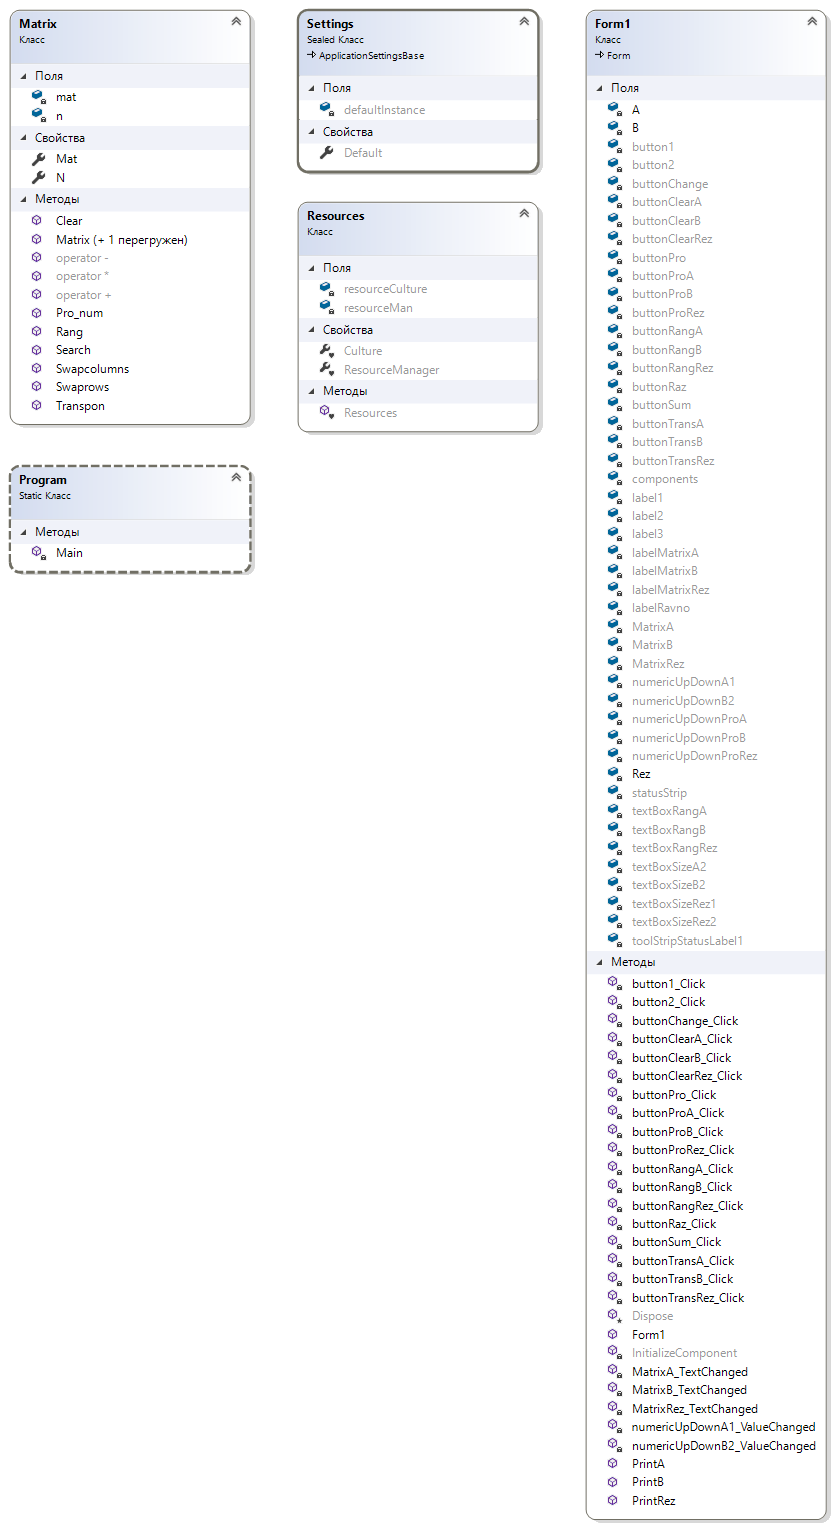 Matrix
Класс
Поля
mat
n
Свойства
Mat
N
Методы
Clear
Matrix (+ 1 перегружен)
operator -
operator *
operator +
Pro_num
Rang
Search
Swapcolumns
Swaprows
Transpon
Program
Static Класс
Методы
Main
Settings
Sealed Класс
ApplicationSettingsBase
Поля
defaultInstance
Свойства
Default
Resources
Класс
Поля
resourceCulture
resourceMan
Свойства
Culture
ResourceManager
Методы
Resources
Form1
Класс
Form
Поля
A
B
button1
button2
buttonChange
buttonClearA
buttonClearB
buttonClearRez
buttonPro
buttonProA
buttonProB
buttonProRez
buttonRangA
buttonRangB
buttonRangRez
buttonRaz
buttonSum
buttonTransA
buttonTransB
buttonTransRez
components
label1
label2
label3
labelMatrixA
labelMatrixB
labelMatrixRez
labelRavno
MatrixA
MatrixB
MatrixRez
numericUpDownA1
numericUpDownB2
numericUpDownProA
numericUpDownProB
numericUpDownProRez
Rez
statusStrip
textBoxRangA
textBoxRangB
textBoxRangRez
textBoxSizeA2
textBoxSizeB2
textBoxSizeRez1
textBoxSizeRez2
toolStripStatusLabel1
Методы
button1_Click
button2_Click
buttonChange_Click
buttonClearA_Click
buttonClearB_Click
buttonClearRez_Click
buttonPro_Click
buttonProA_Click
buttonProB_Click
buttonProRez_Click
buttonRangA_Click
buttonRangB_Click
buttonRangRez_Click
buttonRaz_Click
buttonSum_Click
buttonTransA_Click
buttonTransB_Click
buttonTransRez_Click
Dispose
Form1
InitializeComponent
MatrixA_TextChanged
MatrixB_TextChanged
MatrixRez_TextChanged
numericUpDownA1_ValueChanged
numericUpDownB2_ValueChanged
PrintA
PrintB
PrintRez